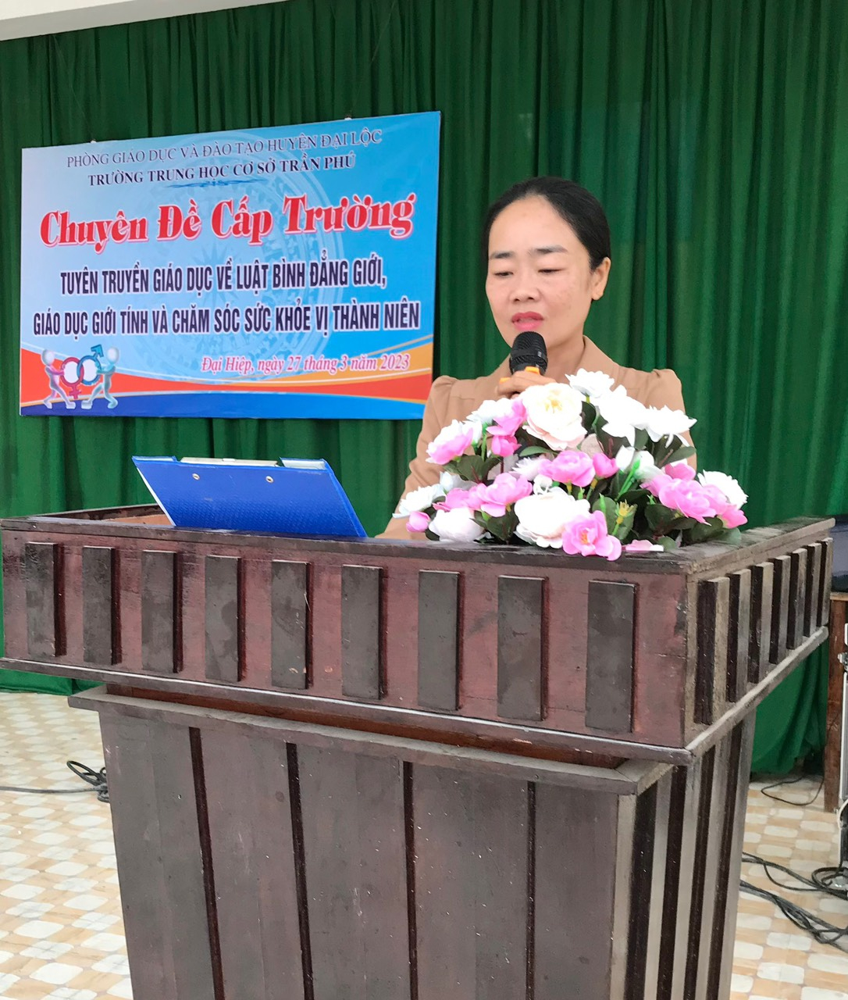 PHÒNG GIÁO DỤC VÀ ĐÀO TẠO HUYỆN ĐẠI LỘC
TRƯỜNG TRUNG HỌC CƠ SỞ TRẦN PHÚ
Chuyên Đề Cấp Trường
TUYÊN TRUYỀN GIÁO DỤC VỀ LUẬT BÌNH ĐẲNG GIỚI,
GIÁO DỤC GIỚI TÍNH VÀ CHĂM SÓC SỨC KHỎE VỊ THÀNH NIÊN
Đại Hiệp, ngày 27 tháng 3 năm 2023